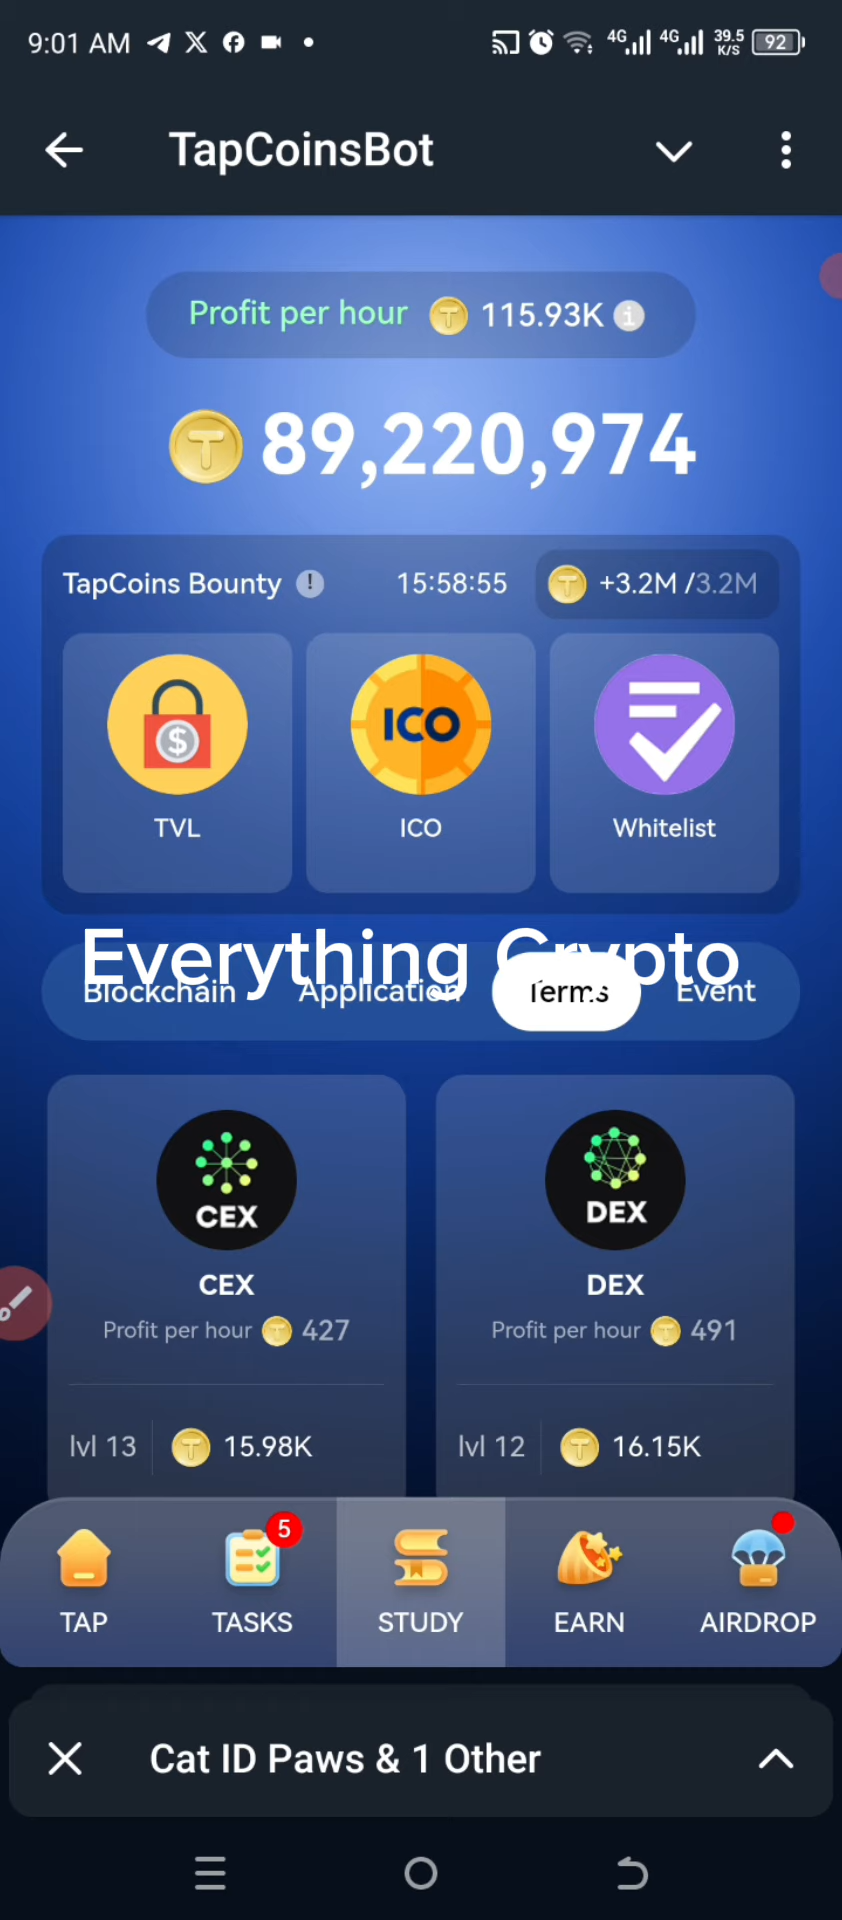 9:01 AM
4G 4G 39.5 K/S 92
TapCoinsBot
Profit per hour 115.93K
89,220,974
TapCoins Bounty 15:58:55 +3.2M /3.2M
ICO
TVL ICO Whitelist
Everything Crypto
Blockchain Application Terms Event
CEX DEX
CEX DEX
Profit per hour 427 Profit per hour 491
lvl 13 15.98K lvl 12 16.15K
5
TAP TASKS STUDY EARN AIRDROP
Cat ID Paws & 1 Other